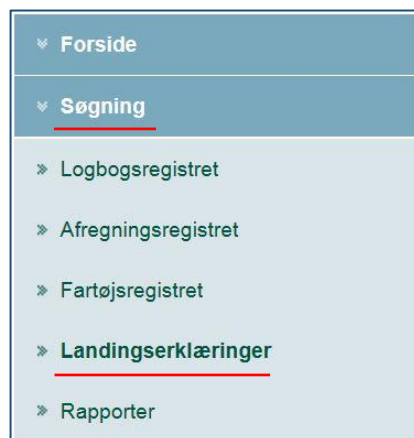 Forside
Søgning
Logbogsregistret
Afregningsregistret
Fartøjsregistret
Landingserklæringer
Rapporter